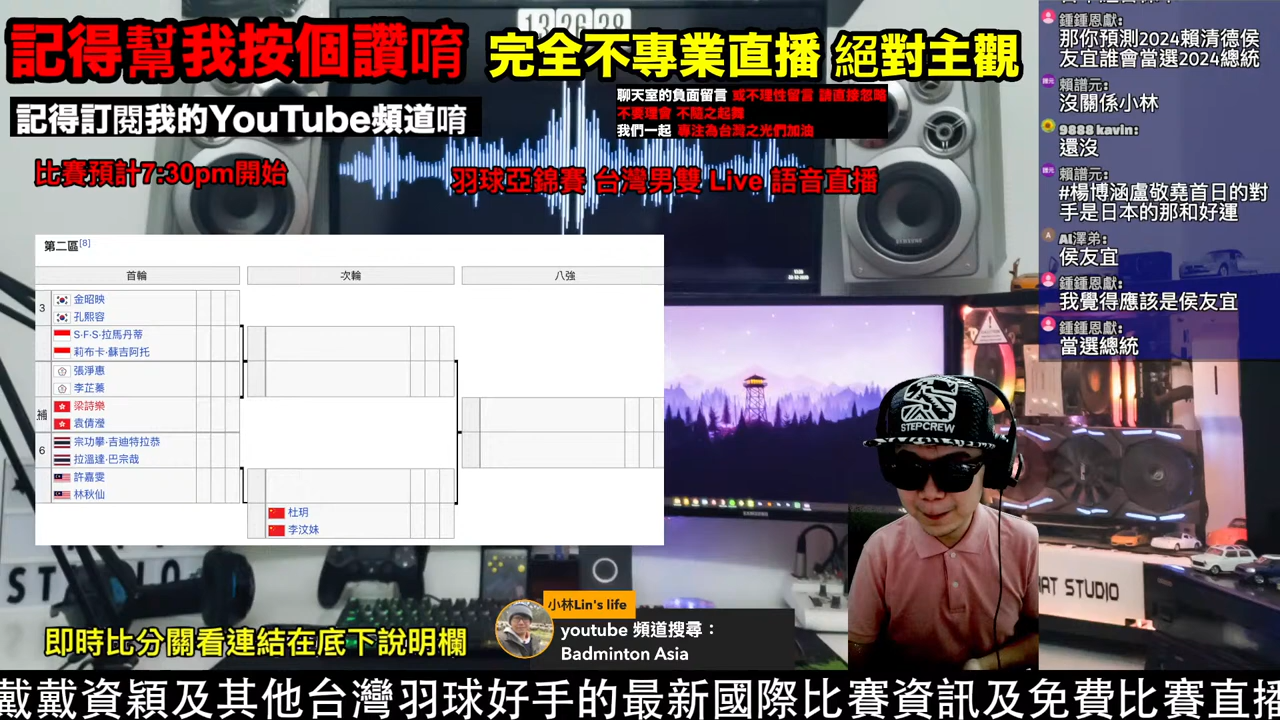 記得幫我按個讚唷
完全不專業直播 絕對主觀
記得訂閱我的YouTube頻道唷
聊天室的負面留言 或不理性留言 請直接忽略
不要理會 不隨之起舞
我們一起 專注為台灣之光們加油
比賽預計7:30pm開始
羽球亞錦賽 台灣男雙 Live 語音直播
第二區[8]
首輪
次輪
八強
3
金昭映
孔熙容
S·F·S·拉馬丹蒂
莉布卡·蘇吉阿托
張淨惠
李芷蓁
補
梁詩樂
袁倩瀅
6
宗功攀·吉迪特拉恭
拉溫達·巴宗哉
許嘉雯
林秋仙
杜玥
李汶妹
SAMSUNG
SAMSUNG
鍾鍾恩獻:
那你預測2024賴清德侯
友宜誰會當選2024總統
賴譜元:
沒關係小林
9888 kavin:
還沒
賴譜元:
#楊博涵盧敬堯首日的對
手是日本的那和好運
AI澤弟:
侯友宜
鍾鍾恩獻:
我覺得應該是侯友宜
鍾鍾恩獻:
當選總統
STEPCREW
HAT STUDIO
STUDIO
小林Lin's life
youtube 頻道搜尋：
Badminton Asia
即時比分關看連結在底下說明欄
戴戴資穎及其他台灣羽球好手的最新國際比賽資訊及免費比賽直播